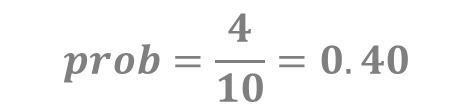 prob = 4/10 = 0.40